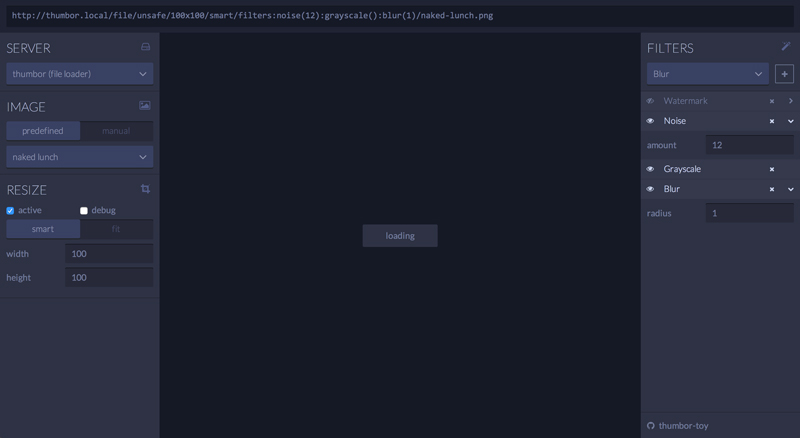 http://thumbor.local/file/unsafe/100x100/smart/filters:noise(12):grayscale():blur(1)/naked-lunch.png
SERVER
thumbor (file loader)
IMAGE
predefined manual
naked lunch
RESIZE
active debug
smart fit
width 100
height 100
loading
FILTERS
Blur
Watermark
Noise
amount 12
Grayscale
Blur
radius 1
thumbor-toy